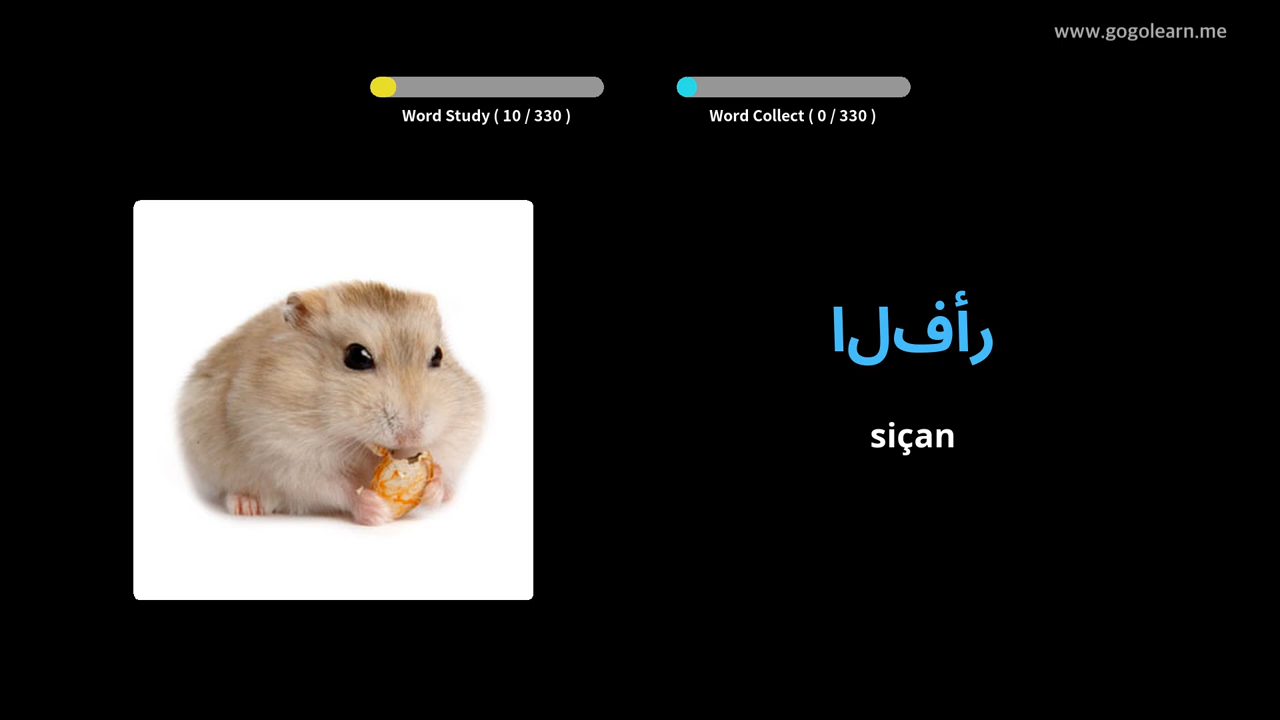 www.gogolearn.me
Word Study ( 10 / 330 )
Word Collect ( 0 / 330 )
الفأر
siçan